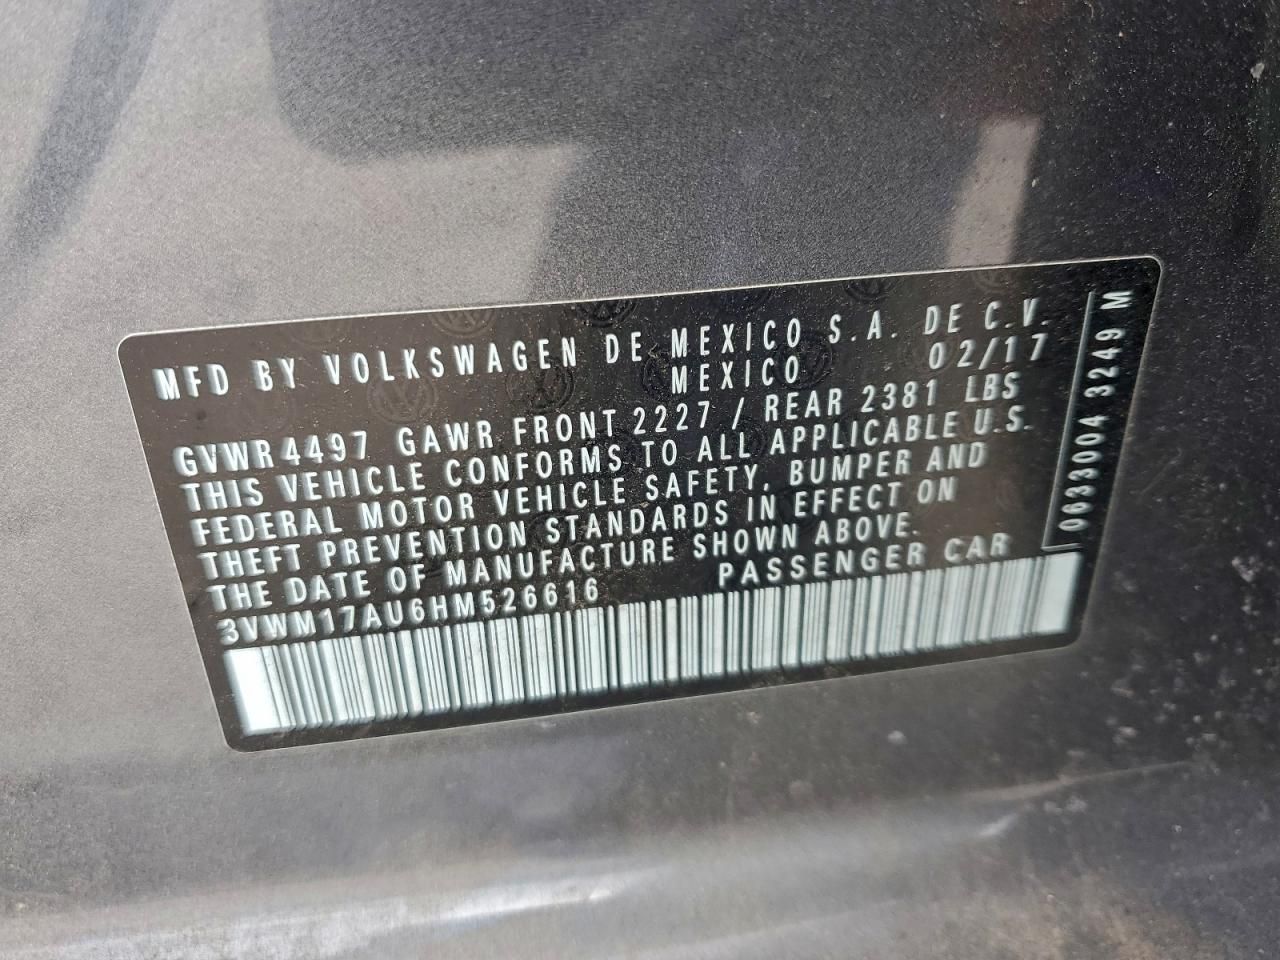 MFD BY VOLKSWAGEN DE MEXICO S.A. DE C.V.
MEXICO 02/17
GVWR 4497 GAWR FRONT 2227 / REAR 2381 LBS
THIS VEHICLE CONFORMS TO ALL APPLICABLE U.S.
FEDERAL MOTOR VEHICLE SAFETY, BUMPER AND
THEFT PREVENTION STANDARDS IN EFFECT ON
THE DATE OF MANUFACTURE SHOWN ABOVE.
3VWM17AU6HM526616 PASSENGER CAR
0633004 3249 M